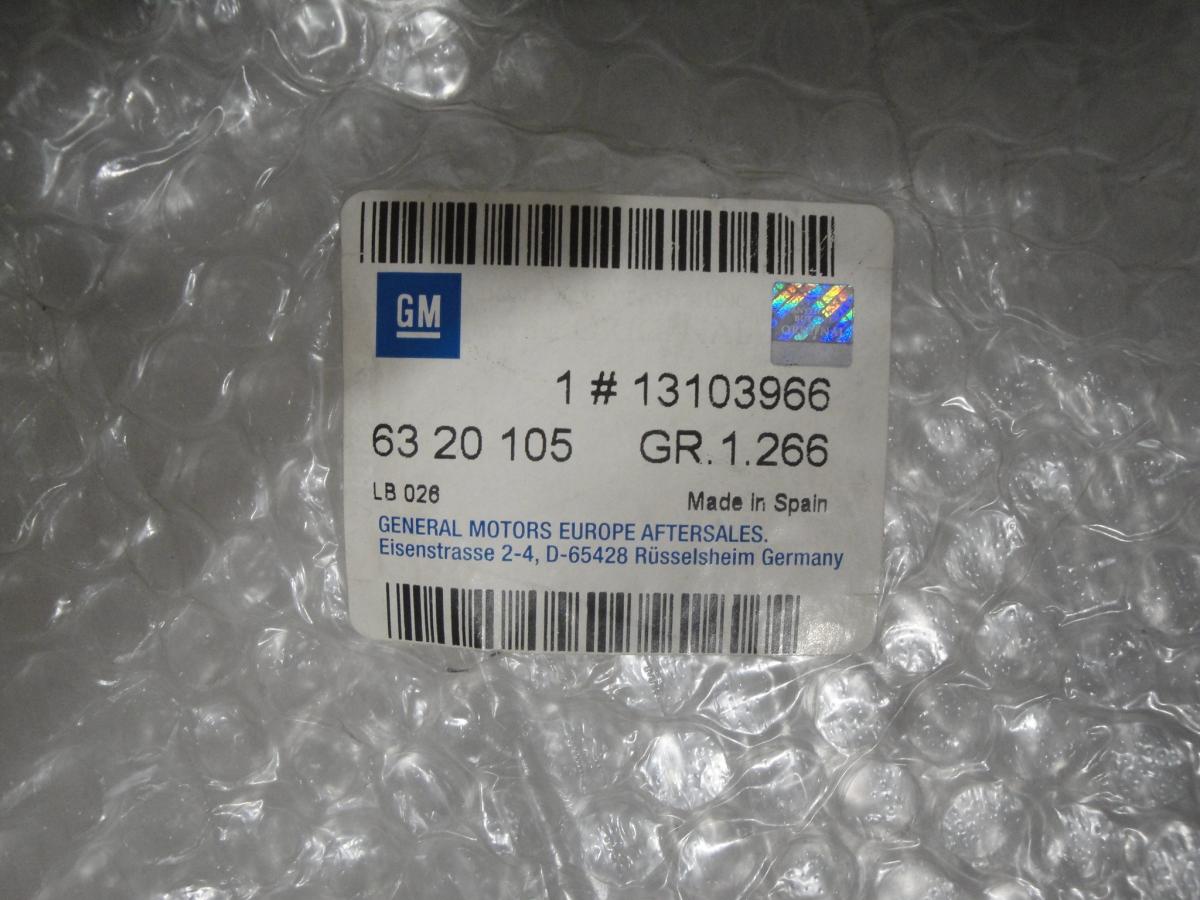 GM
ORIGINAL
1 # 13103966
63 20 105 GR.1.266
LB 026 Made in Spain
GENERAL MOTORS EUROPE AFTERSALES.
Eisenstrasse 2-4, D-65428 Rüsselsheim Germany